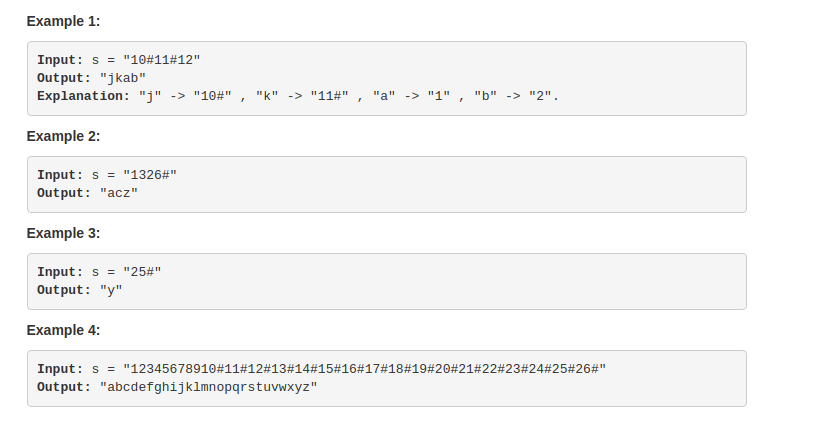 Example 1:
Input: s = "10#11#12"
Output: "jkab"
Explanation: "j" -> "10#" , "k" -> "11#" , "a" -> "1" , "b" -> "2".
Example 2:
Input: s = "1326#"
Output: "acz"
Example 3:
Input: s = "25#"
Output: "y"
Example 4:
Input: s = "12345678910#11#12#13#14#15#16#17#18#19#20#21#22#23#24#25#26#"
Output: "abcdefghijklmnopqrstuvwxyz"